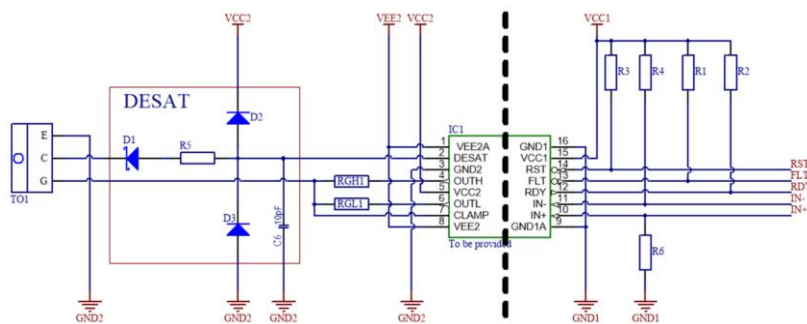 VCC2
VEE2
VCC2
VCC1
DESAT
D2
D1
R5
D3
C6 10pF
E
C
G
TO1
RGH1
RGL1
IC1
1 VEE2A GND1 16
2 DESAT VCC1 15
3 GND2 RST 14
4 OUTH FLT 13
5 VCC2 RDY 12
6 OUTL IN- 11
7 CLAMP IN+ 10
8 VEE2 GND1A 9
To be provided
R3
R4
R1
R2
R6
RST
FLT
RDY
IN-
IN+
GND2
GND2
GND2
GND2
GND1
GND1